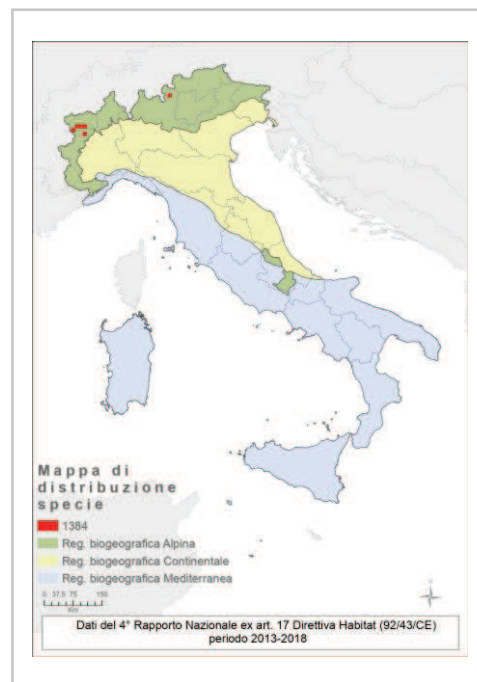 Mappa di
distribuzione
specie
1384
Reg. biogeografica Alpina
Reg. biogeografica Continentale
Reg. biogeografica Mediterranea
0 37,5 75 150
Km
N
Dati del 4° Rapporto Nazionale ex art. 17 Direttiva Habitat (92/43/CE)
periodo 2013-2018